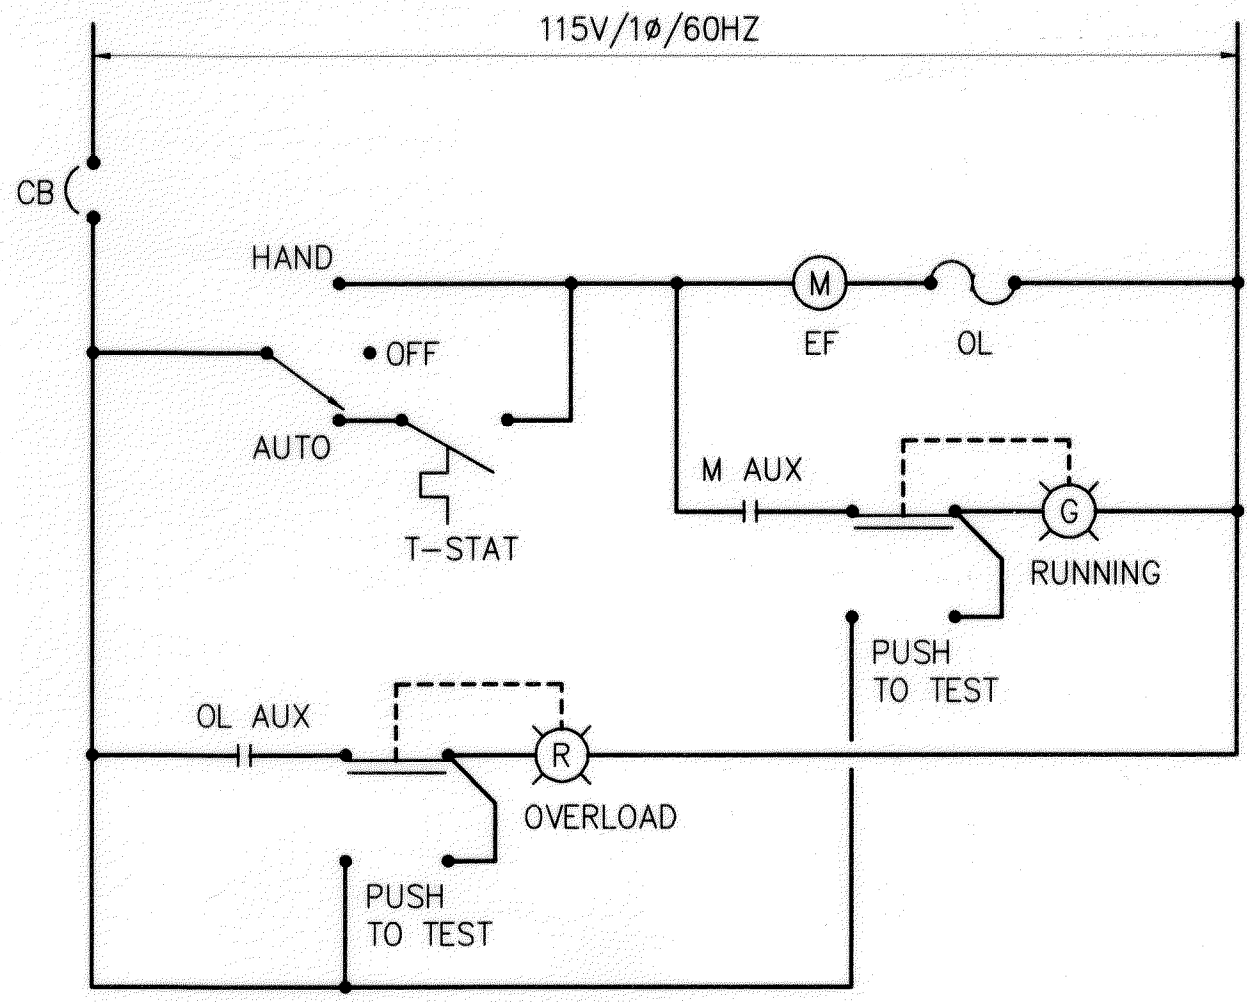 115V/1ø/60HZ
CB
HAND
M
OFF
EF
OL
AUTO
M AUX
G
T-STAT
RUNNING
PUSH
TO TEST
OL AUX
R
OVERLOAD
PUSH
TO TEST